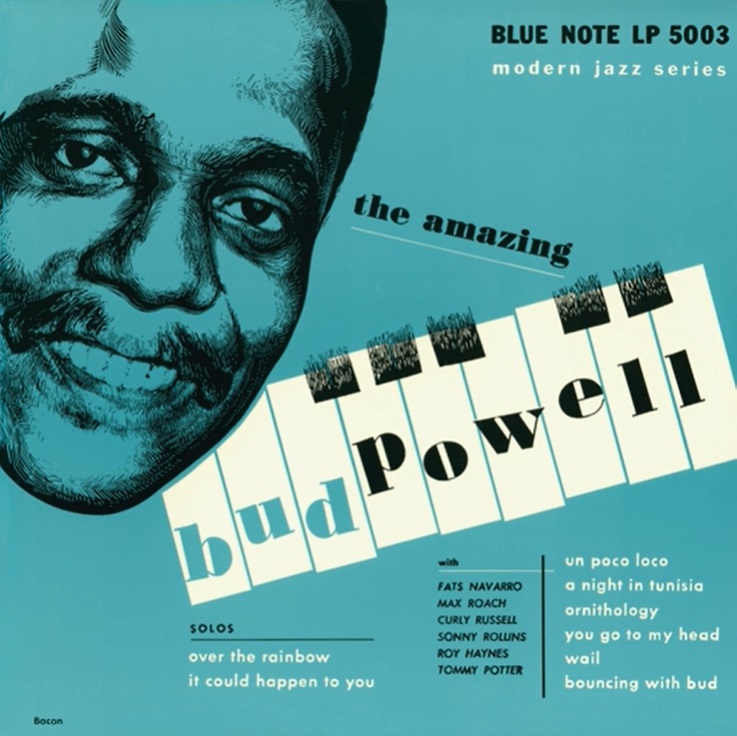 BLUE NOTE LP 5003
modern jazz series
the amazing
bud powell
with
FATS NAVARRO
MAX ROACH
CURLY RUSSELL
SONNY ROLLINS
ROY HAYNES
TOMMY POTTER
un poco loco
a night in tunisia
ornithology
you go to my head
wail
bouncing with bud
SOLOS
over the rainbow
it could happen to you
Bacon